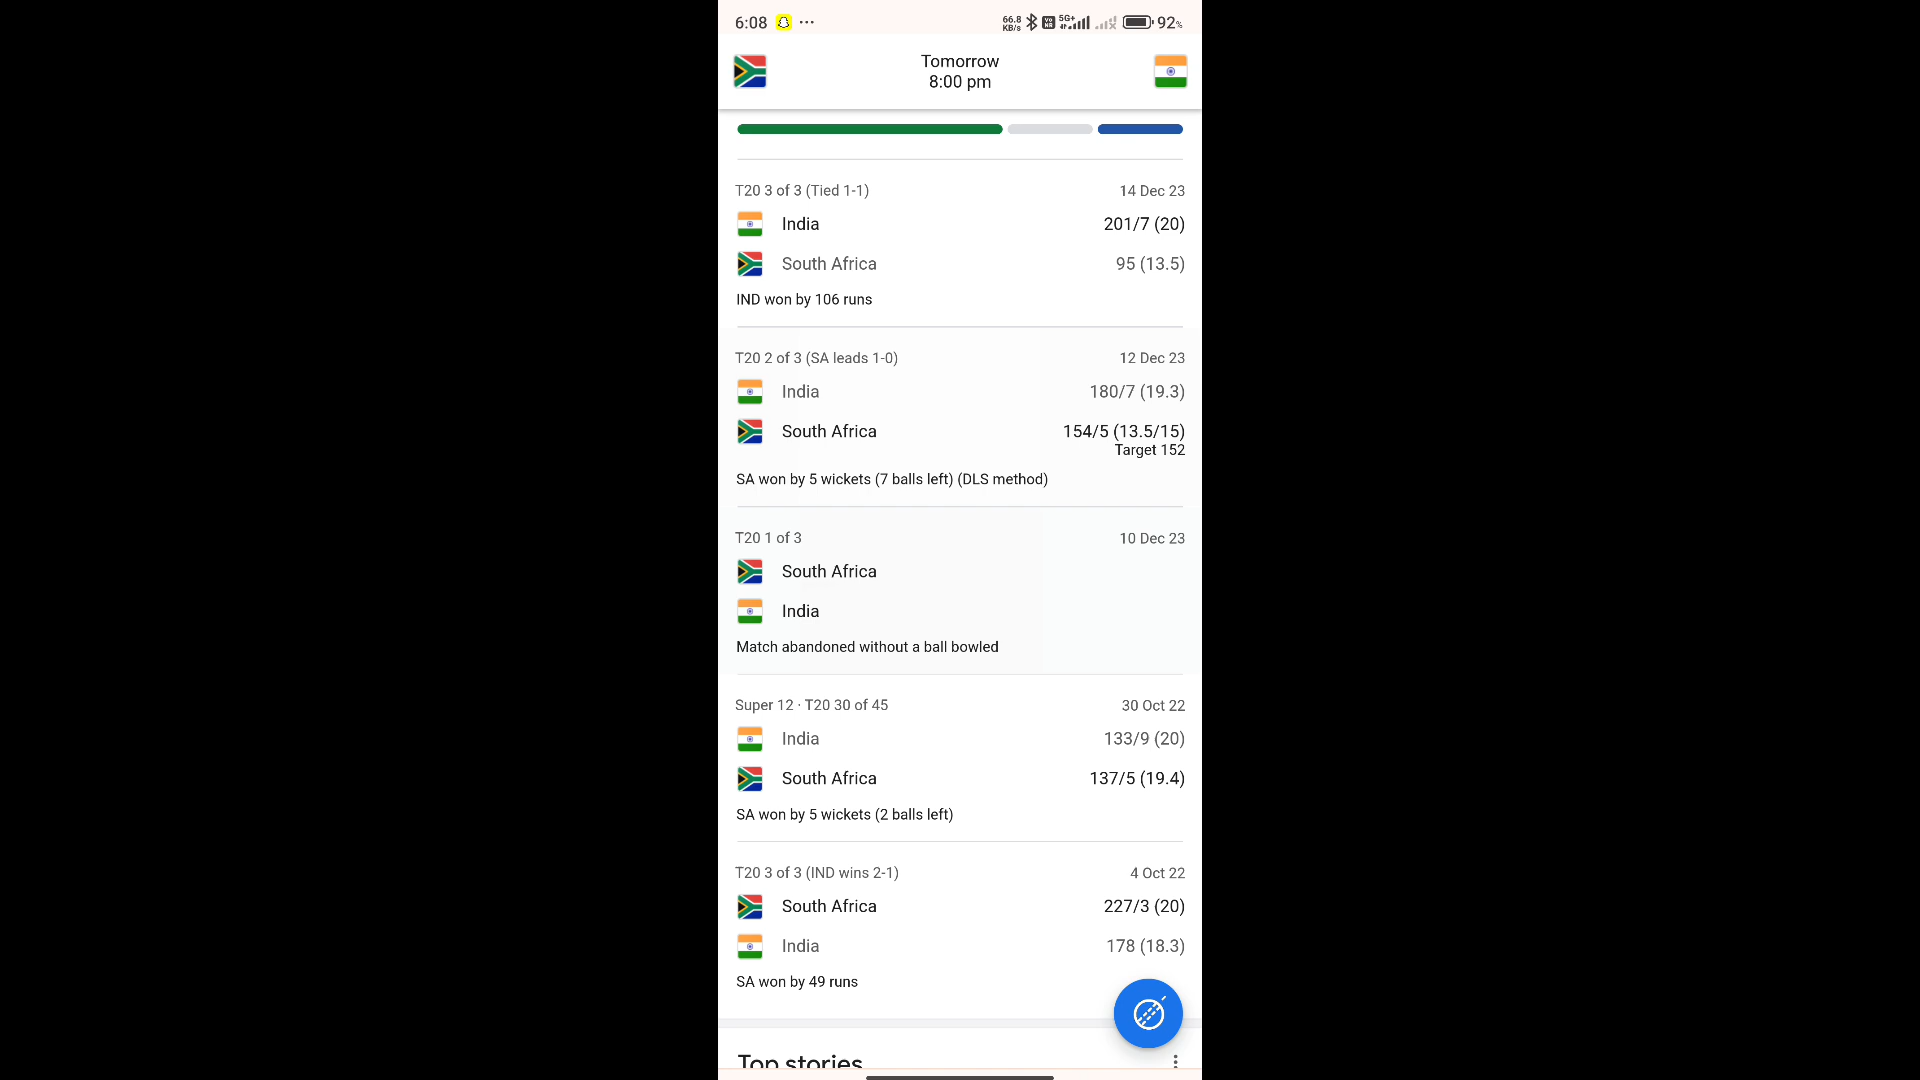 6:08 66.8 KB/s 5G+ 92%
Tomorrow
8:00 pm
T20 3 of 3 (Tied 1-1) 14 Dec 23
India 201/7 (20)
South Africa 95 (13.5)
IND won by 106 runs
T20 2 of 3 (SA leads 1-0) 12 Dec 23
India 180/7 (19.3)
South Africa 154/5 (13.5/15)
Target 152
SA won by 5 wickets (7 balls left) (DLS method)
T20 1 of 3 10 Dec 23
South Africa
India
Match abandoned without a ball bowled
Super 12 · T20 30 of 45 30 Oct 22
India 133/9 (20)
South Africa 137/5 (19.4)
SA won by 5 wickets (2 balls left)
T20 3 of 3 (IND wins 2-1) 4 Oct 22
South Africa 227/3 (20)
India 178 (18.3)
SA won by 49 runs
Top stories